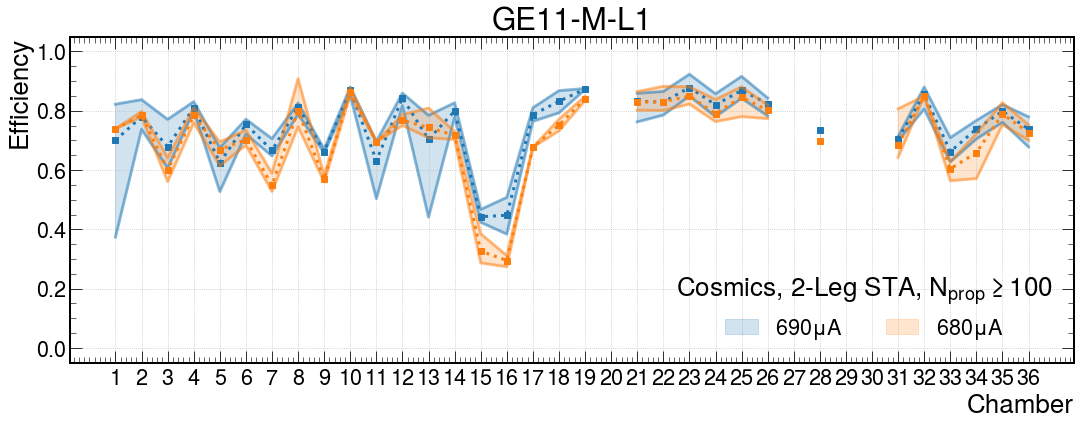 GE11-M-L1
Efficiency
1.0
0.8
0.6
0.4
0.2
0.0
Cosmics, 2-Leg STA, Nprop ≥ 100
690µA 680µA
1 2 3 4 5 6 7 8 9 10 11 12 13 14 15 16 17 18 19 20 21 22 23 24 25 26 27 28 29 30 31 32 33 34 35 36
Chamber